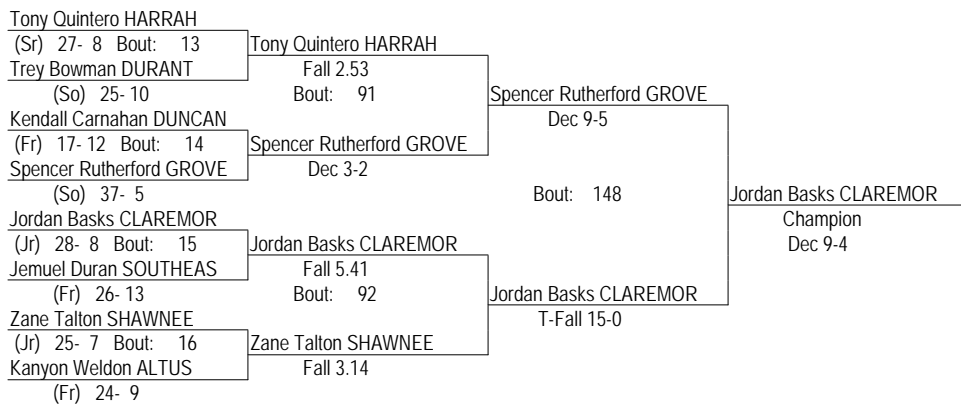 Tony Quintero HARRAH
(Sr) 27- 8 Bout: 13
Trey Bowman DURANT
(So) 25- 10
Kendall Carnahan DUNCAN
(Fr) 17- 12 Bout: 14
Spencer Rutherford GROVE
(So) 37- 5
Jordan Basks CLAREMOR
(Jr) 28- 8 Bout: 15
Jemuel Duran SOUTHEAS
(Fr) 26- 13
Zane Talton SHAWNEE
(Jr) 25- 7 Bout: 16
Kanyon Weldon ALTUS
(Fr) 24- 9
Tony Quintero HARRAH
Fall 2.53
Bout: 91
Spencer Rutherford GROVE
Dec 3-2
Jordan Basks CLAREMOR
Fall 5.41
Bout: 92
Zane Talton SHAWNEE
Fall 3.14
Spencer Rutherford GROVE
Dec 9-5
Bout: 148
Jordan Basks CLAREMOR
T-Fall 15-0
Jordan Basks CLAREMOR
Champion
Dec 9-4